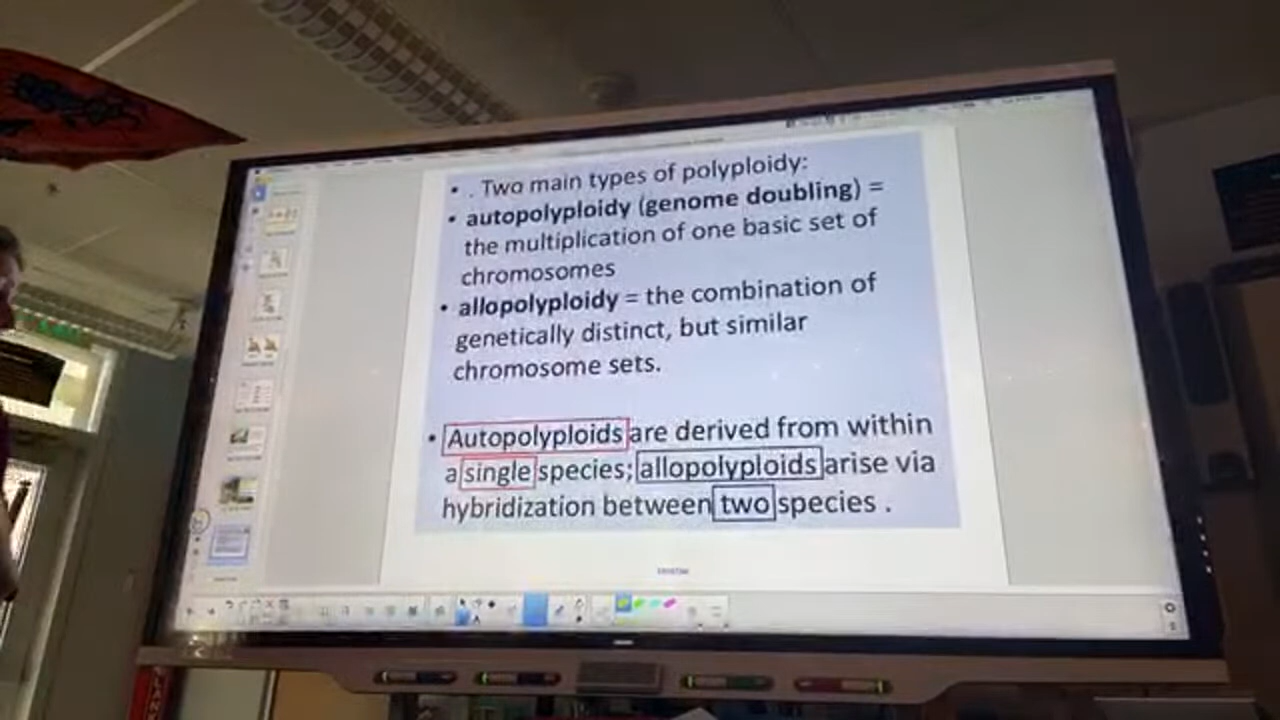 • . Two main types of polyploidy:
• autopolyploidy (genome doubling) =
the multiplication of one basic set of
chromosomes
• allopolyploidy = the combination of
genetically distinct, but similar
chromosome sets.
• Autopolyploids are derived from within
a single species; allopolyploids arise via
hybridization between two species .